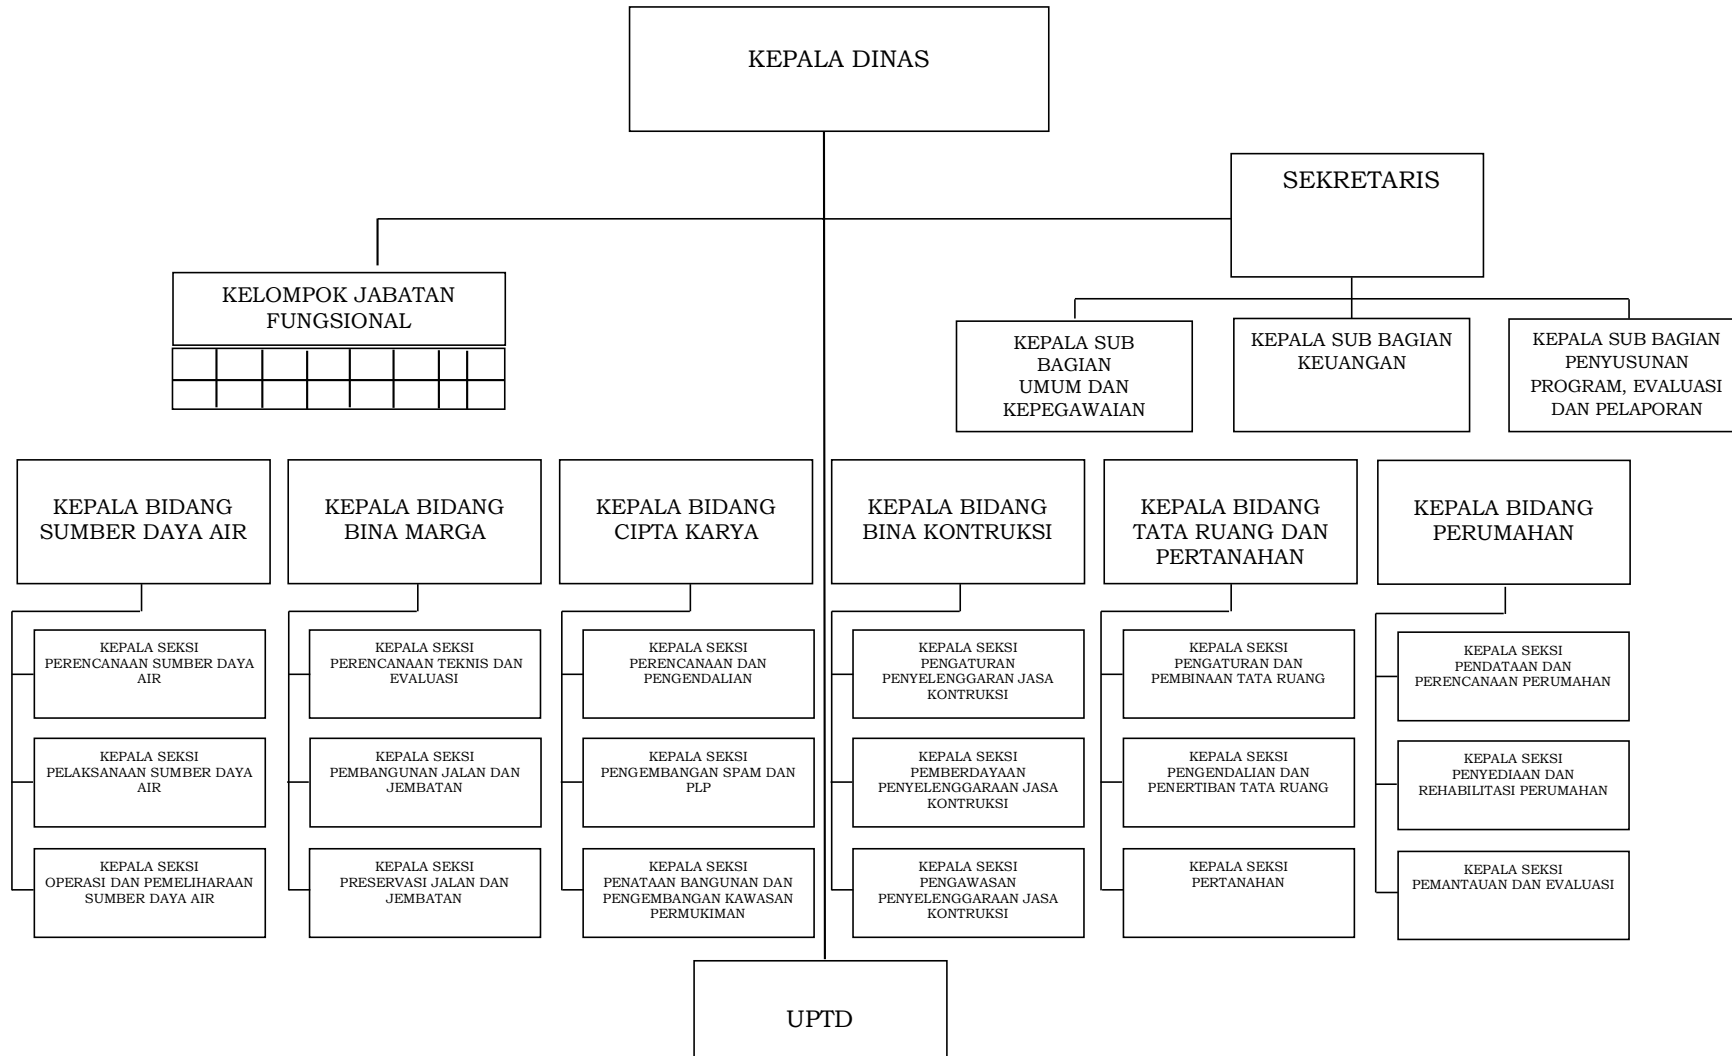 KEPALA DINAS
SEKRETARIS
KELOMPOK JABATAN
FUNGSIONAL
KEPALA SUB
BAGIAN
UMUM DAN
KEPEGAWAIAN
KEPALA SUB BAGIAN
KEUANGAN
KEPALA SUB BAGIAN
PENYUSUNAN
PROGRAM, EVALUASI
DAN PELAPORAN
KEPALA BIDANG
SUMBER DAYA AIR
KEPALA BIDANG
BINA MARGA
KEPALA BIDANG
CIPTA KARYA
KEPALA BIDANG
BINA KONTRUKSI
KEPALA BIDANG
TATA RUANG DAN
PERTANAHAN
KEPALA BIDANG
PERUMAHAN
KEPALA SEKSI
PERENCANAAN SUMBER DAYA
AIR
KEPALA SEKSI
PERENCANAAN TEKNIS DAN
EVALUASI
KEPALA SEKSI
PERENCANAAN DAN
PENGENDALIAN
KEPALA SEKSI
PENGATURAN
PENYELENGGARAN JASA
KONTRUKSI
KEPALA SEKSI
PENGATURAN DAN
PEMBINAAN TATA RUANG
KEPALA SEKSI
PENDATAAN DAN
PERENCANAAN PERUMAHAN
KEPALA SEKSI
PELAKSANAAN SUMBER DAYA
AIR
KEPALA SEKSI
PEMBANGUNAN JALAN DAN
JEMBATAN
KEPALA SEKSI
PENGEMBANGAN SPAM DAN
PLP
KEPALA SEKSI
PEMBERDAYAAN
PENYELENGGARAAN JASA
KONTRUKSI
KEPALA SEKSI
PENGENDALIAN DAN
PENERTIBAN TATA RUANG
KEPALA SEKSI
PENYEDIAAN DAN
REHABILITASI PERUMAHAN
KEPALA SEKSI
OPERASI DAN PEMELIHARAAN
SUMBER DAYA AIR
KEPALA SEKSI
PRESERVASI JALAN DAN
JEMBATAN
KEPALA SEKSI
PENATAAN BANGUNAN DAN
PENGEMBANGAN KAWASAN
PERMUKIMAN
KEPALA SEKSI
PENGAWASAN
PENYELENGGARAAN JASA
KONTRUKSI
KEPALA SEKSI
PERTANAHAN
KEPALA SEKSI
PEMANTAUAN DAN EVALUASI
UPTD